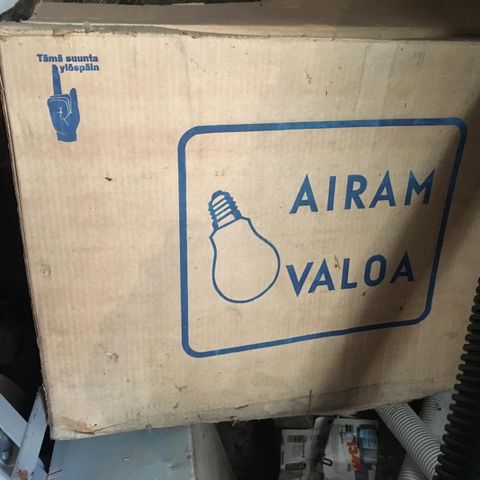 Tämä suunta
ylöspäin
AIRAM
VALOA